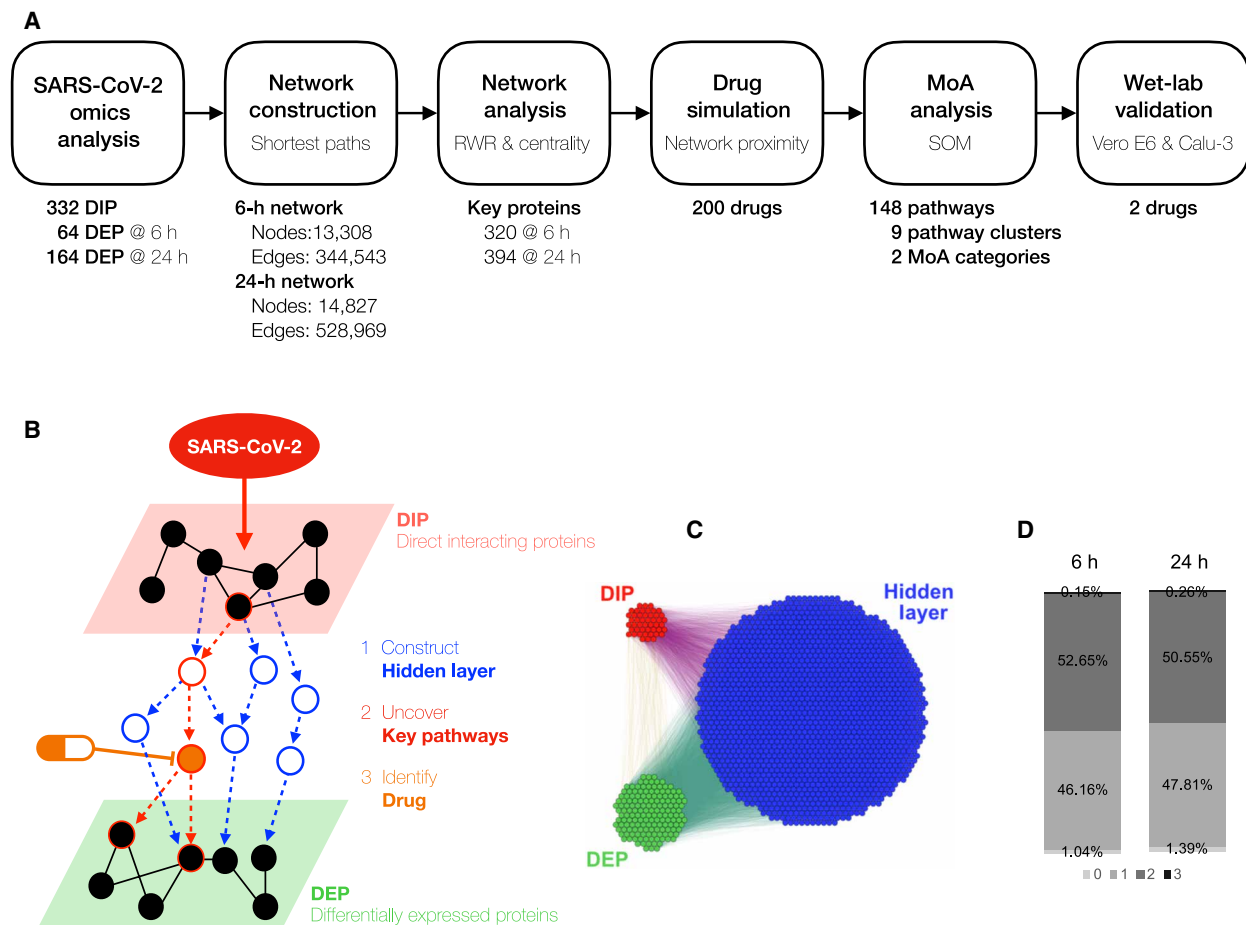 A
SARS-CoV-2
omics
analysis
Network
construction
Shortest paths
Network
analysis
RWR & centrality
Drug
simulation
Network proximity
MoA
analysis
SOM
Wet-lab
validation
Vero E6 & Calu-3
332 DIP
64 DEP @ 6 h
164 DEP @ 24 h
6-h network
Nodes:13,308
Edges: 344,543
24-h network
Nodes: 14,827
Edges: 528,969
Key proteins
320 @ 6 h
394 @ 24 h
200 drugs
148 pathways
9 pathway clusters
2 MoA categories
2 drugs
B
SARS-CoV-2
DIP
Direct interacting proteins
1 Construct
Hidden layer
2 Uncover
Key pathways
3 Identify
Drug
DEP
Differentially expressed proteins
C
DIP
Hidden
layer
DEP
D
6 h
24 h
0.15%
0.26%
52.65%
50.55%
46.16%
47.81%
1.04%
1.39%
0 1 2 3